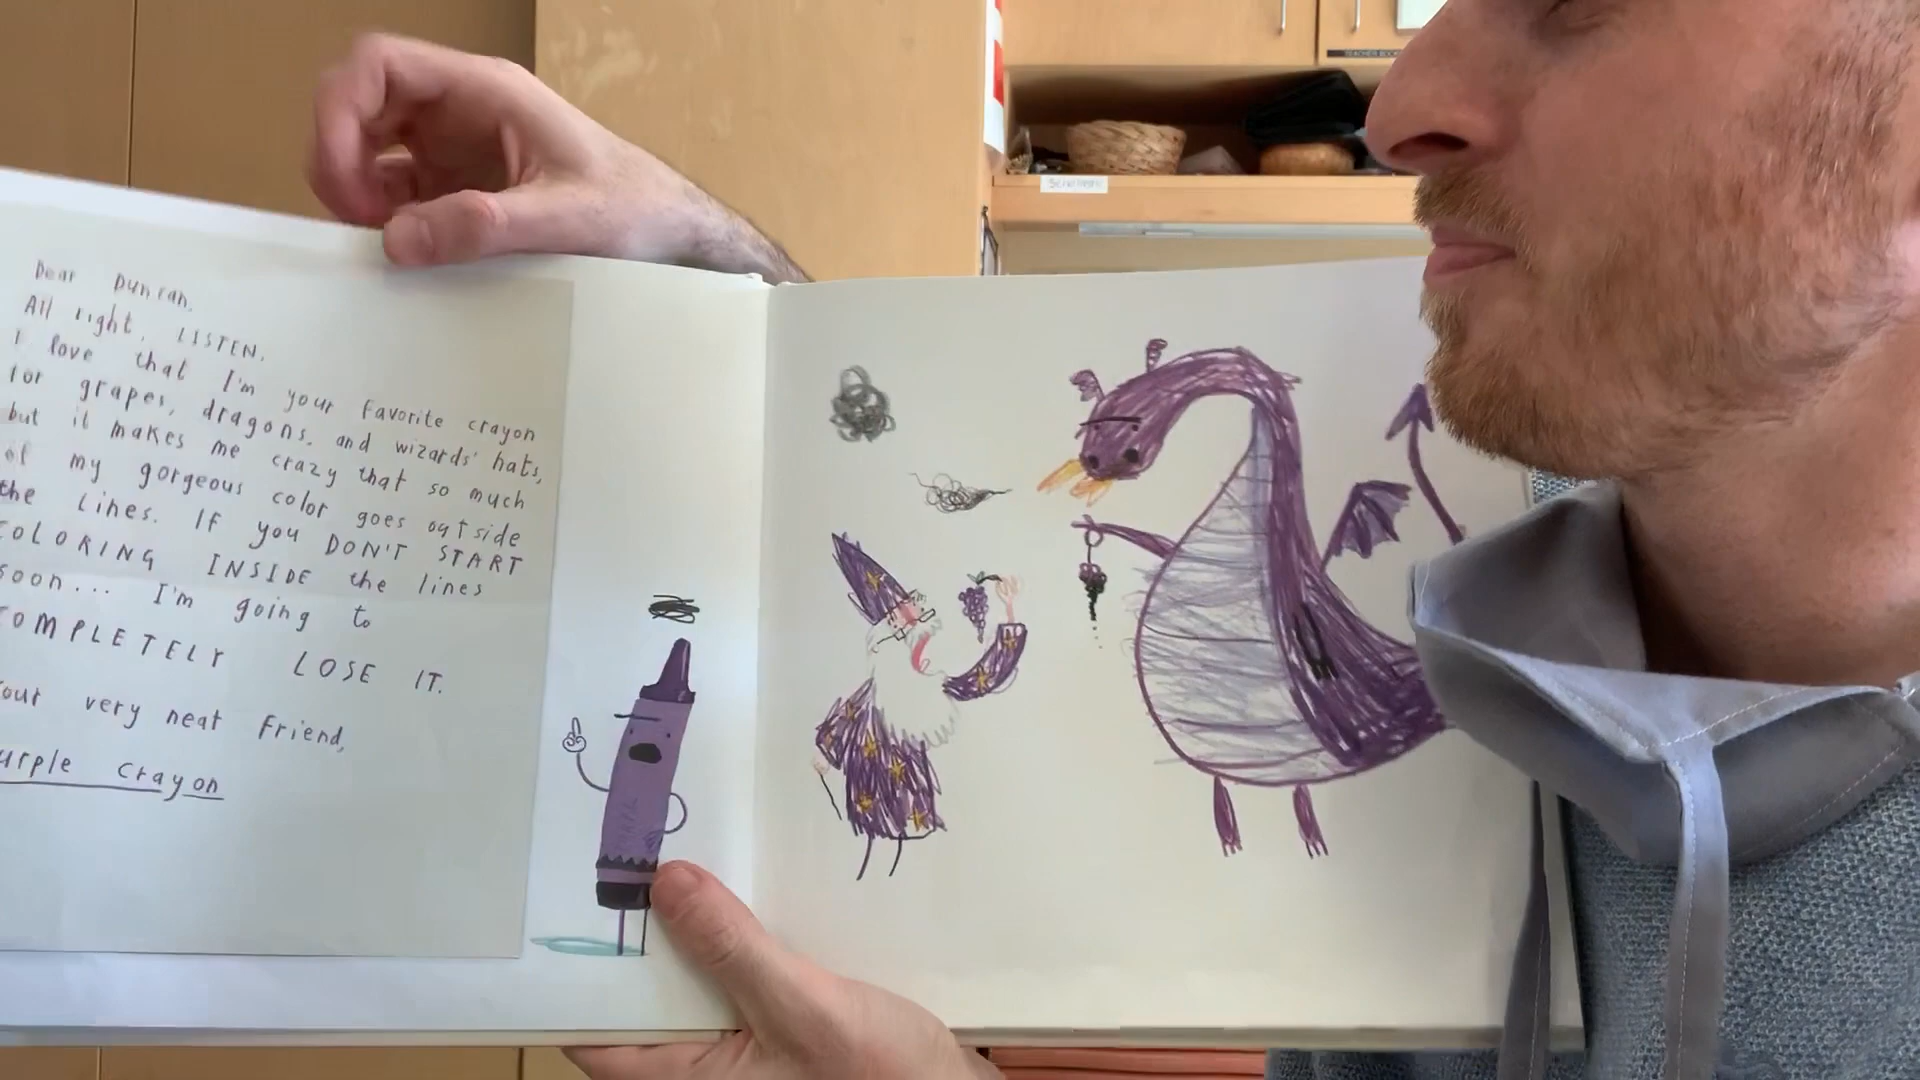 Dear Duncan,
All right, LISTEN.
I love that I'm your favorite crayon
for grapes, dragons, and wizards' hats,
but it makes me crazy that so much
of my gorgeous color goes outside
the lines. IF you DON'T START
COLORING INSIDE the lines
soon... I'm going to
COMPLETELY LOSE IT.
Your very neat friend,
Purple Crayon
TEACHER BOOKS